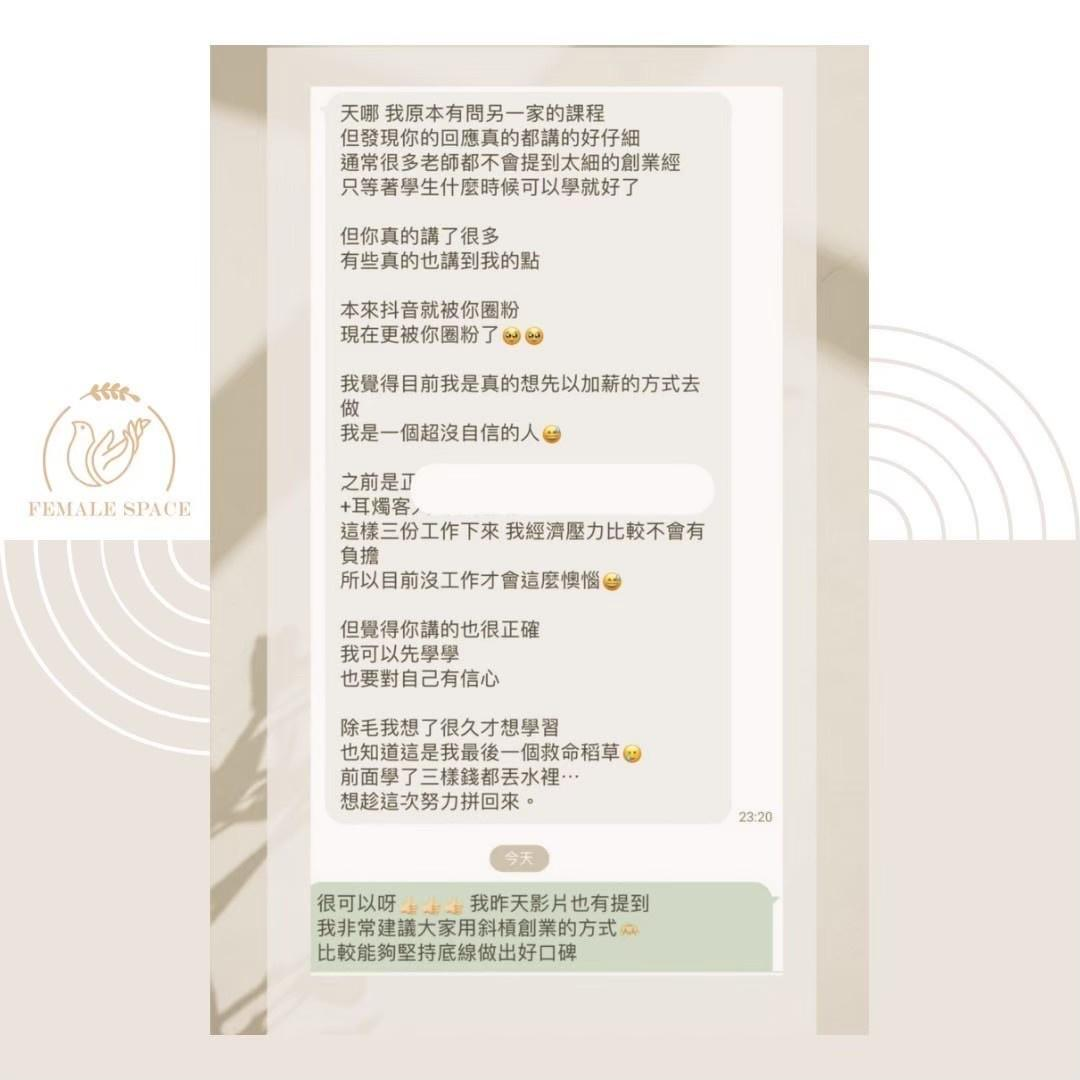 天哪 我原本有問另一家的課程
但發現你的回應真的都講的好仔細
通常很多老師都不會提到太細的創業經
只等著學生什麼時候可以學就好了
但你真的講了很多
有些真的也講到我的點
本來抖音就被你圈粉
現在更被你圈粉了🥹🥹
我覺得目前我是真的想先以加薪的方式去
做
我是一個超沒自信的人😅
之前是正
+耳燭客
這樣三份工作下來 我經濟壓力比較不會有
負擔
所以目前沒工作才會這麼懊惱😅
但覺得你講的也很正確
我可以先學學
也要對自己有信心
除毛我想了很久才想學習
也知道這是我最後一個救命稻草🥲
前面學了三樣錢都丟水裡⋯
想趁這次努力拼回來。
23:20
今天
很可以呀👍🏻👍🏻👍🏻 我昨天影片也有提到
我非常建議大家用斜槓創業的方式🫶🏻
比較能夠堅持底線做出好口碑
FEMALE SPACE